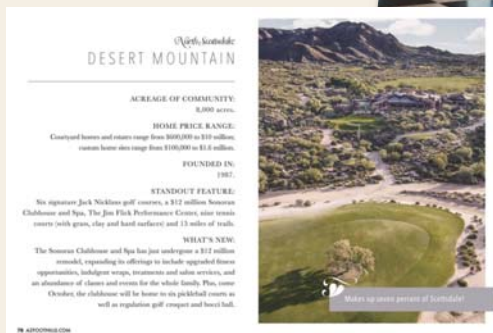 North Scottsdale
DESERT MOUNTAIN
ACREAGE OF COMMUNITY:
8,000 acres.
HOME PRICE RANGE:
Courtyard homes and estates range from $600,000 to $10 million;
custom home sites range from $100,000 to $1.6 million.
FOUNDED IN:
1987.
STANDOUT FEATURE:
Six signature Jack Nicklaus golf courses, a $12 million Sonoran
Clubhouse and Spa, The Jim Flick Performance Center, nine tennis
courts (with grass, clay and hard surfaces) and 15 miles of trails.
WHAT'S NEW:
The Sonoran Clubhouse and Spa has just undergone a $12 million
remodel, expanding its offerings to include upgraded fitness
opportunities, indulgent wraps, treatments and salon services, and
an abundance of classes and events for the whole family. Plus, come
October, the clubhouse will be home to six pickleball courts as
well as regulation golf croquet and bocci ball.
Makes up seven percent of Scottsdale!
78 AZFOOTHILLS.COM